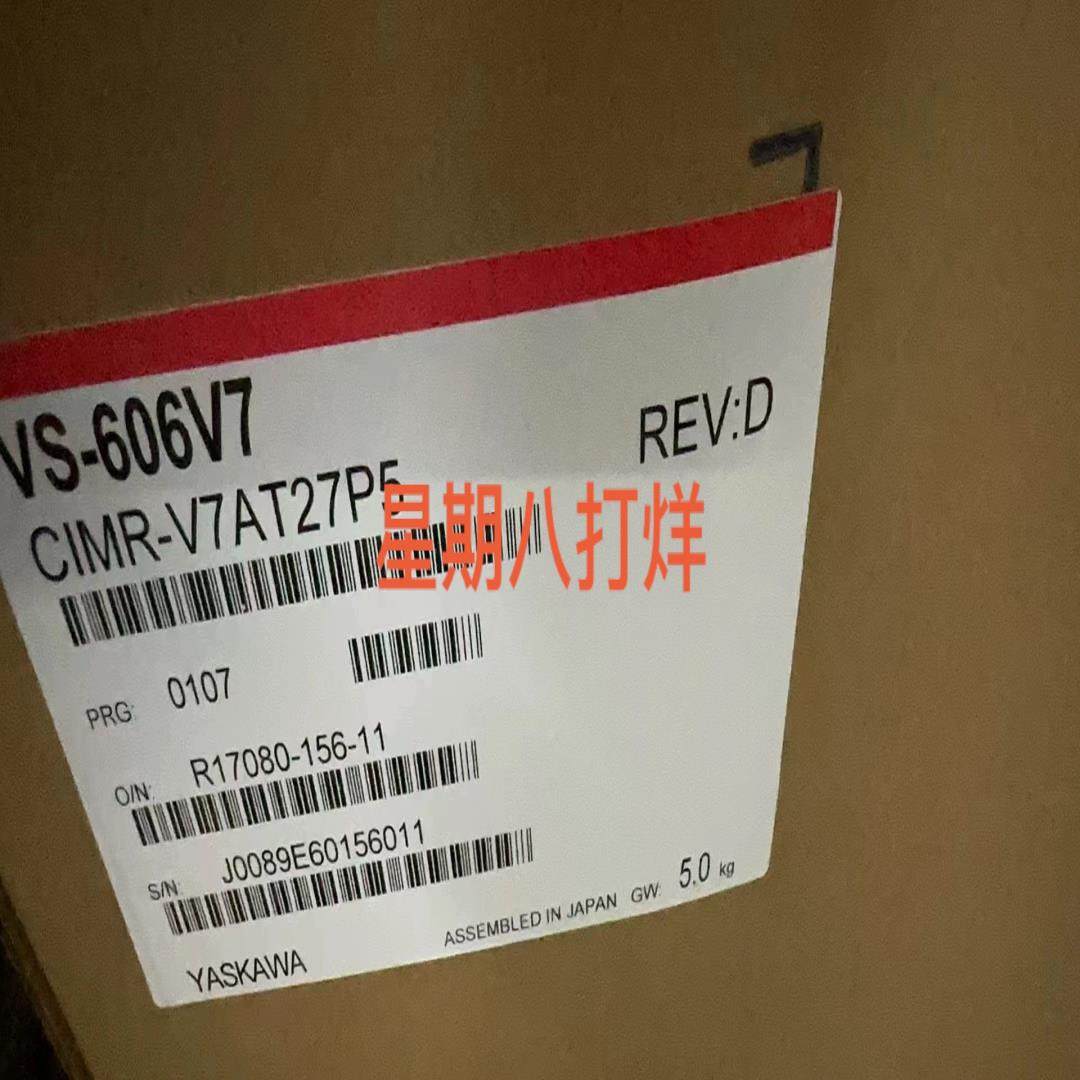 7
VS-606V7
REV:D
CIMR-V7AT27P5
星期八打烊
PRG: 0107
O/N: R17080-156-11
S/N: J0089E60156011
ASSEMBLED IN JAPAN GW: 5.0 kg
YASKAWA